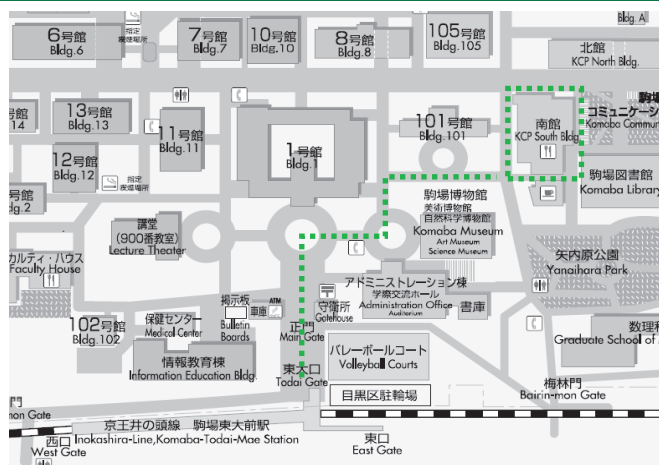 6号館
Bldg.6
指定
喫煙場所
7号館
Bldg.7
10号館
Bldg.10
8号館
Bldg.8
105号館
Bldg.105
Bldg. A
北館
KCP North Bldg.
号館
14
13号館
Bldg.13
11号館
Bldg.11
1号館
Bldg.1
101号館
Bldg.101
南館
KCP South Bldg.
駒場
コミュニケーシ
Komaba Commu
12号館
Bldg.12
指定
喫煙場所
号館
g.2
駒場図書館
Komaba Library
駒場博物館
美術博物館
自然科学博物館
Komaba Museum
Art Museum
Science Museum
講堂
(900番教室)
Lecture Theater
カルティ・ハウス
Faculty House
矢内原公園
Yanaihara Park
アドミニストレーション棟
学際交流ホール
Administration Office
Auditorium
書庫
102号館
Bldg.102
保健センター
Medical Center
掲示板
Bulletin
Boards
車庫
ATM
守衛所
Gatehouse
正門
Main Gate
数理科
Graduate School of
情報教育棟
Information Education Bldg.
東大口
Todai Gate
バレーボールコート
Volleyball Courts
目黒区駐輪場
梅林門
Bairin-mon Gate
門
mon Gate
京王井の頭線 駒場東大前駅
Inokashira-Line,Komaba-Todai-Mae Station
西口
West Gate
東口
East Gate